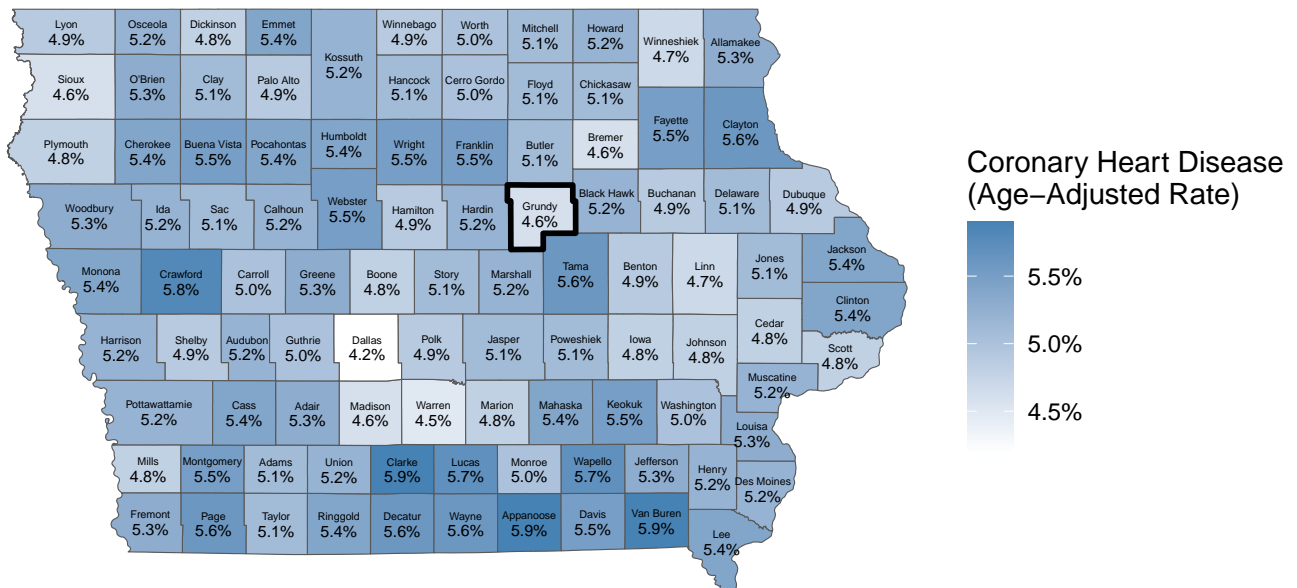 Lyon
4.9%
Osceola
5.2%
Dickinson
4.8%
Emmet
5.4%
Kossuth
5.2%
Winnebago
4.9%
Worth
5.0%
Mitchell
5.1%
Howard
5.2%
Winneshiek
4.7%
Allamakee
5.3%
Sioux
4.6%
O'Brien
5.3%
Clay
5.1%
Palo Alto
4.9%
Hancock
5.1%
Cerro Gordo
5.0%
Floyd
5.1%
Chickasaw
5.1%
Fayette
5.5%
Clayton
5.6%
Plymouth
4.8%
Cherokee
5.4%
Buena Vista
5.5%
Pocahontas
5.4%
Humboldt
5.4%
Wright
5.5%
Franklin
5.5%
Butler
5.1%
Bremer
4.6%
Coronary Heart Disease
(Age–Adjusted Rate)
5.5%
5.0%
4.5%
Woodbury
5.3%
Ida
5.2%
Sac
5.1%
Calhoun
5.2%
Webster
5.5%
Hamilton
4.9%
Hardin
5.2%
Grundy
4.6%
Black Hawk
5.2%
Buchanan
4.9%
Delaware
5.1%
Dubuque
4.9%
Monona
5.4%
Crawford
5.8%
Carroll
5.0%
Greene
5.3%
Boone
4.8%
Story
5.1%
Marshall
5.2%
Tama
5.6%
Benton
4.9%
Linn
4.7%
Jones
5.1%
Jackson
5.4%
Clinton
5.4%
Harrison
5.2%
Shelby
4.9%
Audubon
5.2%
Guthrie
5.0%
Dallas
4.2%
Polk
4.9%
Jasper
5.1%
Poweshiek
5.1%
Iowa
4.8%
Johnson
4.8%
Cedar
4.8%
Scott
4.8%
Muscatine
5.2%
Pottawattamie
5.2%
Cass
5.4%
Adair
5.3%
Madison
4.6%
Warren
4.5%
Marion
4.8%
Mahaska
5.4%
Keokuk
5.5%
Washington
5.0%
Louisa
5.3%
Mills
4.8%
Montgomery
5.5%
Adams
5.1%
Union
5.2%
Clarke
5.9%
Lucas
5.7%
Monroe
5.0%
Wapello
5.7%
Jefferson
5.3%
Henry
5.2%
Des Moines
5.2%
Fremont
5.3%
Page
5.6%
Taylor
5.1%
Ringgold
5.4%
Decatur
5.6%
Wayne
5.6%
Appanoose
5.9%
Davis
5.5%
Van Buren
5.9%
Lee
5.4%